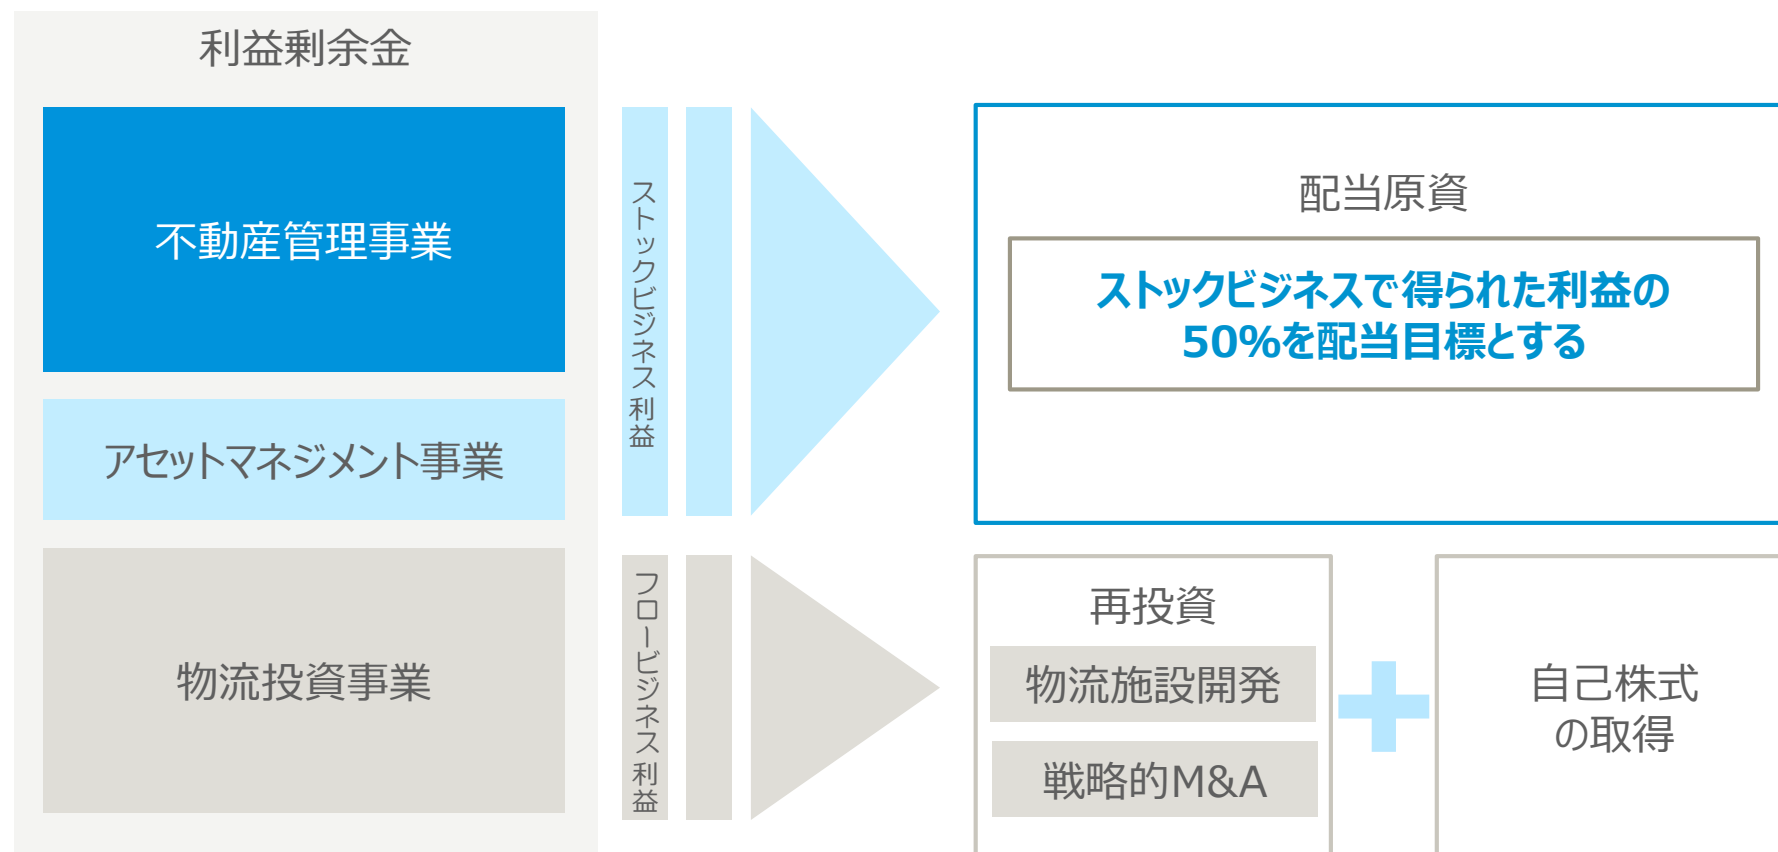 利益剰余金
不動産管理事業
アセットマネジメント事業
物流投資事業
ストックビジネス利益
フロービジネス利益
配当原資
ストックビジネスで得られた利益の
50%を配当目標とする
再投資
物流施設開発
戦略的M&A
自己株式
の取得